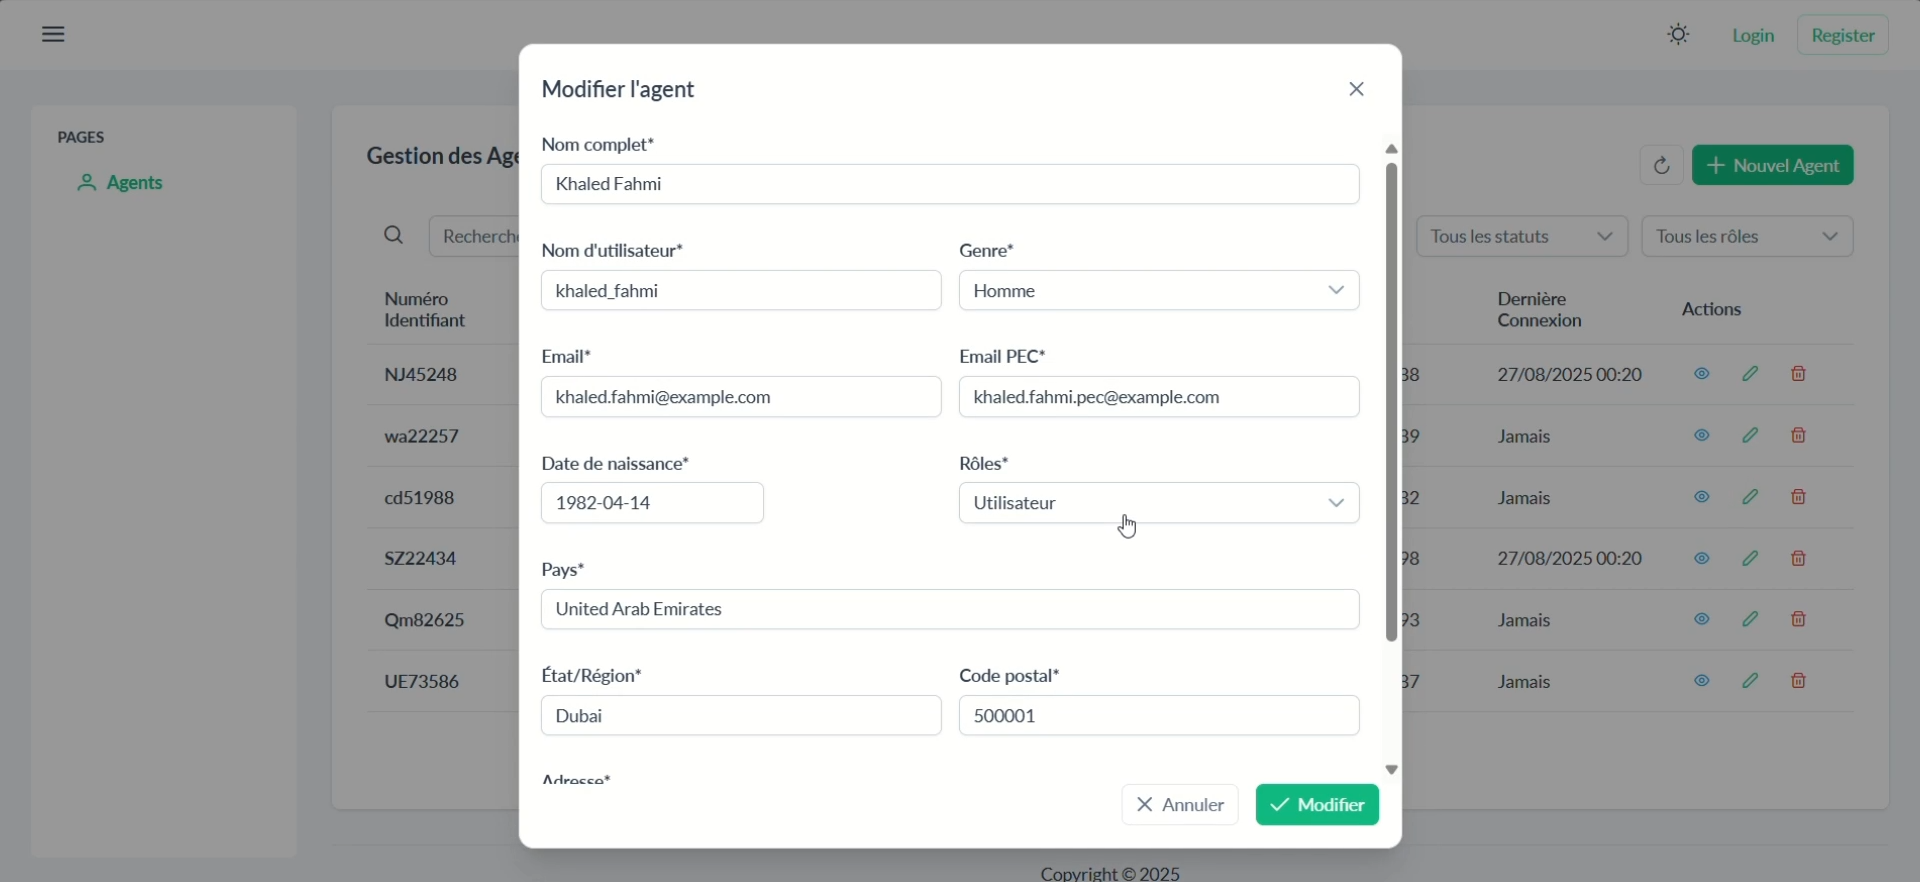 Login
Register
PAGES
Agents
Gestion des Age
Nouvel Agent
Recherche
Tous les statuts
Tous les rôles
Numéro
Identifiant
Dernière
Connexion
Actions
NJ45248
38
27/08/2025 00:20
wa22257
39
Jamais
cd51988
32
Jamais
SZ22434
98
27/08/2025 00:20
Qm82625
93
Jamais
UE73586
37
Jamais
Modifier l'agent
Nom complet*
Khaled Fahmi
Nom d'utilisateur*
Genre*
khaled_fahmi
Homme
Email*
Email PEC*
khaled.fahmi@example.com
khaled.fahmi.pec@example.com
Date de naissance*
Rôles*
1982-04-14
Utilisateur
Pays*
United Arab Emirates
État/Région*
Code postal*
Dubai
500001
Adresse*
Annuler
Modifier
Copyright © 2025